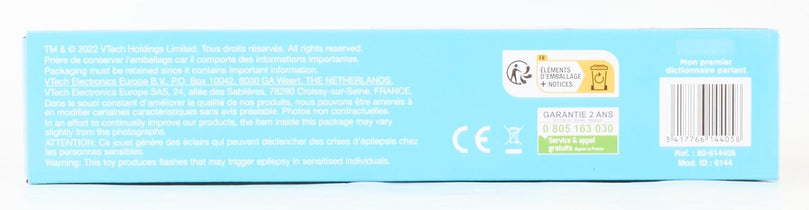 TM & © 2022 VTech Holdings Limited. Tous droits réservés. All rights reserved.
Prière de conserver l'emballage car il comporte des informations importantes.
Packaging must be retained since it contains important information.
VTech Electronics Europe B.V., P.O. Box 10042, 6000 GA Weert, THE NETHERLANDS.
VTech Electronics Europe SAS, 24, allée des Sablières, 78290 Croissy-sur-Seine, FRANCE.
Dans le souci constant d'améliorer la qualité de nos produits, nous pouvons être amenés à
en modifier certaines caractéristiques sans avis préalable. Photos non contractuelles.
In an effort to continually improve our products, the item inside this package may vary
slightly from the photographs.
ATTENTION: Ce jouet génère des éclairs qui peuvent déclencher des crises d'épilepsie chez
les personnes sensibles.
Warning: This toy produces flashes that may trigger epilepsy in sensitised individuals.
CE
FR
ÉLÉMENTS
D'EMBALLAGE
+ NOTICES
GARANTIE 2 ANS
0 805 163 030
Service & appel
gratuits depuis la France
Mon premier
dictionnaire parlant
3 417766 144058
Ref. : 80-614405
Mod. ID : 6144